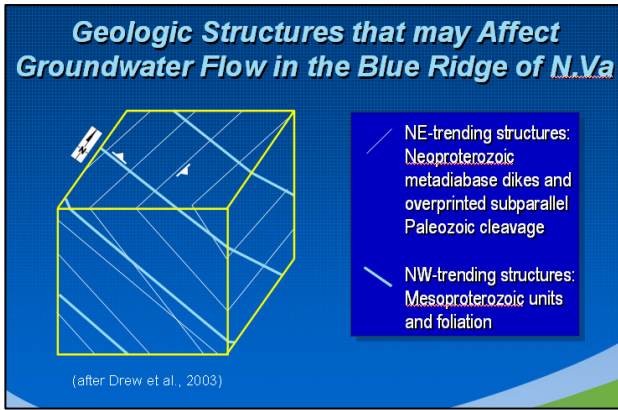 Geologic Structures that may Affect
Groundwater Flow in the Blue Ridge of N.Va
N
NE-trending structures:
Neoproterozoic
metadiabase dikes and
overprinted subparallel
Paleozoic cleavage
NW-trending structures:
Mesoproterozoic units
and foliation
(after Drew et al., 2003)